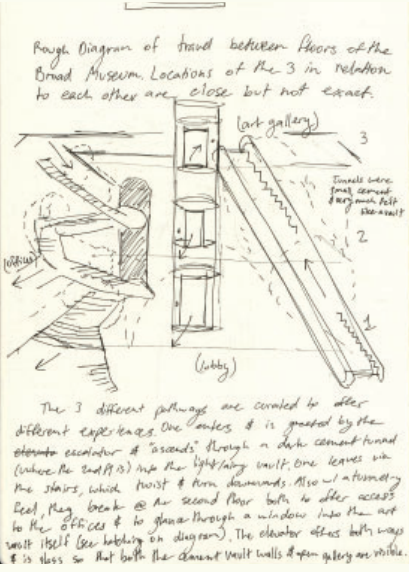 Rough Diagram of travel between floors of the
Broad Museum. Locations of the 3 in relation
to each other are close but not exact.
(art gallery)
3
Tunnels were
cement
& very much felt
like a vault
2
(offices)
1
(lobby)
The 3 different pathways are curated to offer
different experiences. One enters & is greeted by the
escalator & "ascends" through a dark cement tunnel
(where the 2nd fl is) into the light/airy vault. One leaves via
the stairs, which twist & turn downwards. Also w/ a
feel, they break @ the second floor both to offer access
to the offices & to glance through a window into the art
vault itself (see hatching on diagram). The elevator offers both ways
& is glass so that both the cement vault walls & open gallery are visible.